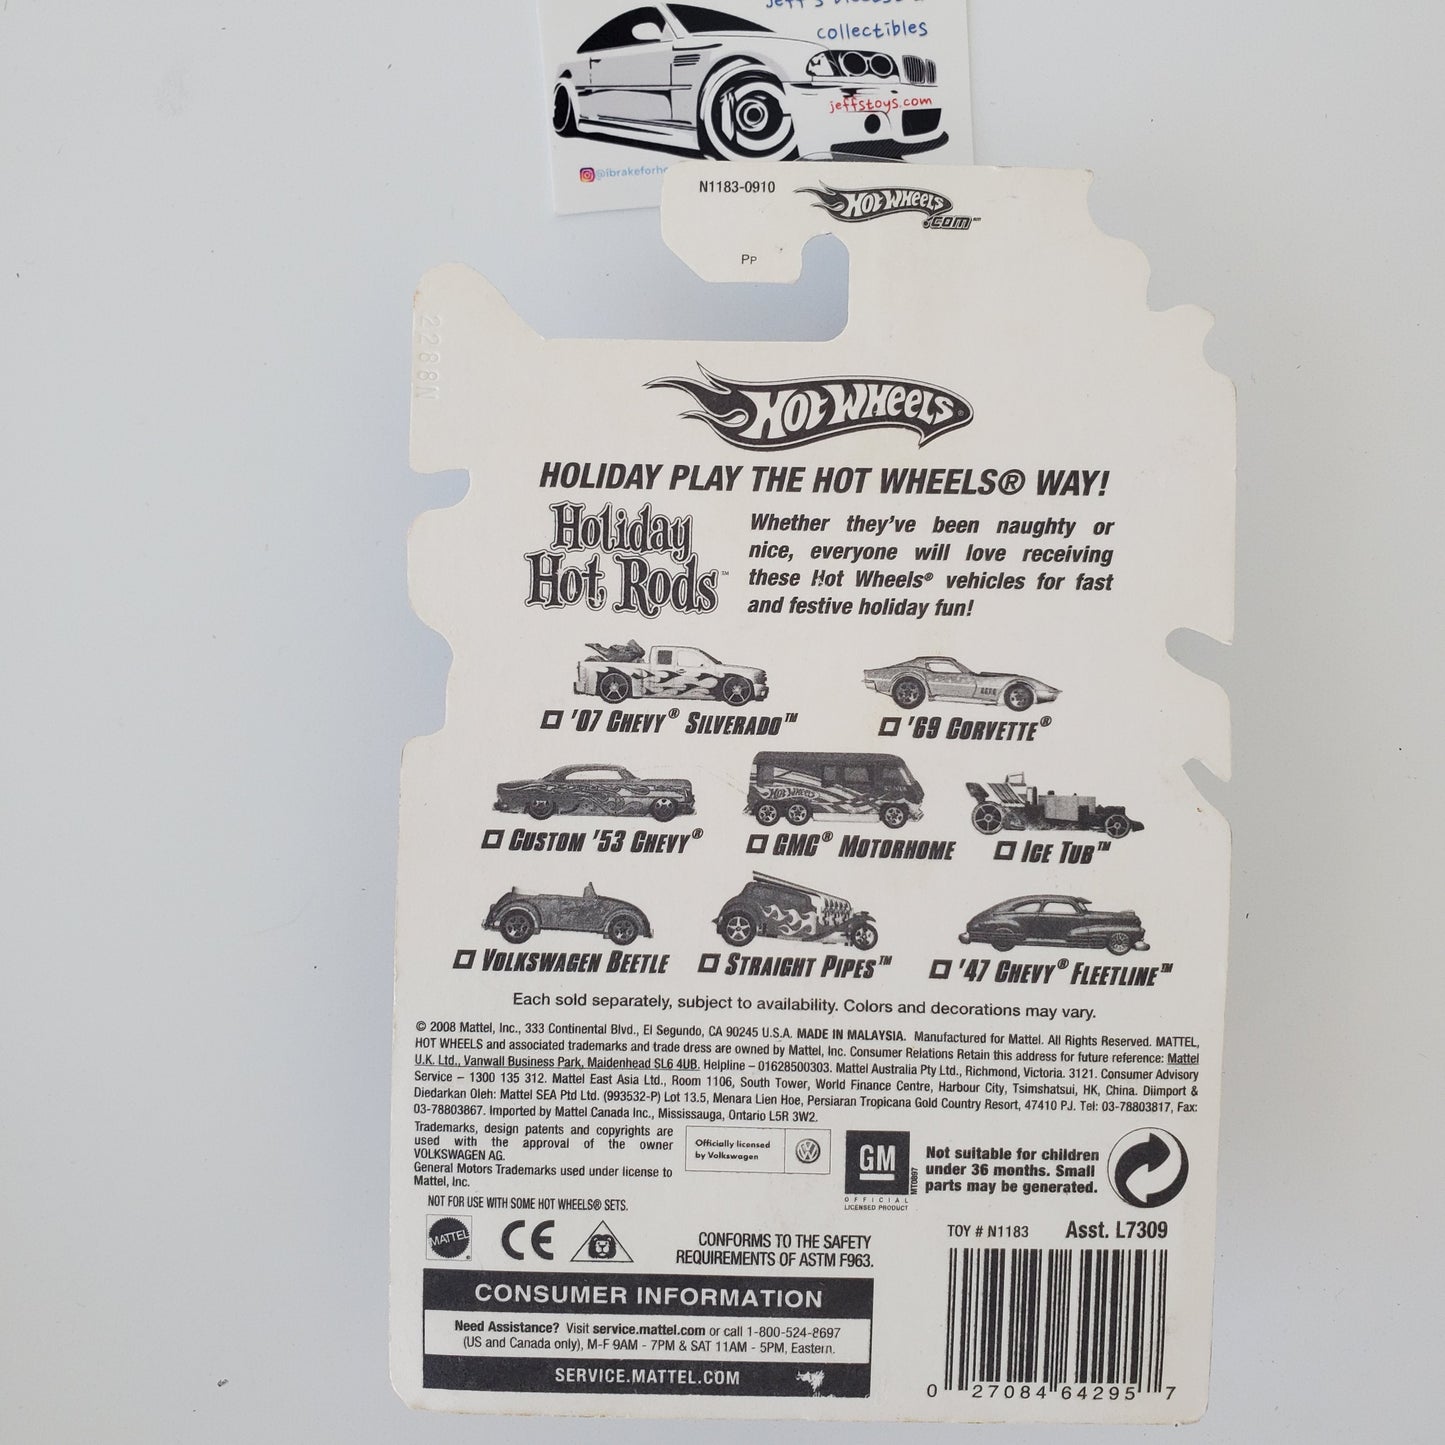 collectibles
jeffstoys.com
N1183-0910
HOT WHEELS
.COM™
PP
2288N
HOT WHEELS®
HOLIDAY PLAY THE HOT WHEELS® WAY!
Holiday
Hot Rods™
Whether they've been naughty or
nice, everyone will love receiving
these Hot Wheels® vehicles for fast
and festive holiday fun!
'07 CHEVY® SILVERADO™
'69 CORVETTE®
HOT WHEELS
CUSTOM '53 CHEVY®
GMC® MOTORHOME
ICE TUB™
VOLKSWAGEN BEETLE
STRAIGHT PIPES™
'47 CHEVY® FLEETLINE™
Each sold separately, subject to availability. Colors and decorations may vary.
© 2008 Mattel, Inc., 333 Continental Blvd., El Segundo, CA 90245 U.S.A. MADE IN MALAYSIA. Manufactured for Mattel. All Rights Reserved. MATTEL,
HOT WHEELS and associated trademarks and trade dress are owned by Mattel, Inc. Consumer Relations Retain this address for future reference: Mattel
U.K. Ltd., Vanwall Business Park, Maidenhead SL6 4UB. Helpline – 01628500303. Mattel Australia Pty Ltd., Richmond, Victoria. 3121. Consumer Advisory
Service – 1300 135 312. Mattel East Asia Ltd., Room 1106, South Tower, World Finance Centre, Harbour City, Tsimshatsui, HK, China. Diimport &
Diedarkan Oleh: Mattel SEA Ptd Ltd. (993532-P) Lot 13.5, Menara Lien Hoe, Persiaran Tropicana Gold Country Resort, 47410 PJ. Tel: 03-78803817, Fax:
03-78803867. Imported by Mattel Canada Inc., Mississauga, Ontario L5R 3W2.
Trademarks, design patents and copyrights are
used with the approval of the owner
VOLKSWAGEN AG.
General Motors Trademarks used under license to
Mattel, Inc.
Officially licensed
by Volkswagen
GM
MT0897
OFFICIAL
LICENSED PRODUCT
Not suitable for children
under 36 months. Small
parts may be generated.
NOT FOR USE WITH SOME HOT WHEELS® SETS.
MATTEL
CE
CONFORMS TO THE SAFETY
REQUIREMENTS OF ASTM F963.
TOY # N1183 Asst. L7309
CONSUMER INFORMATION
Need Assistance? Visit service.mattel.com or call 1-800-524-8697
(US and Canada only), M-F 9AM - 7PM & SAT 11AM - 5PM, Eastern.
SERVICE.MATTEL.COM
0 27084 64295 7